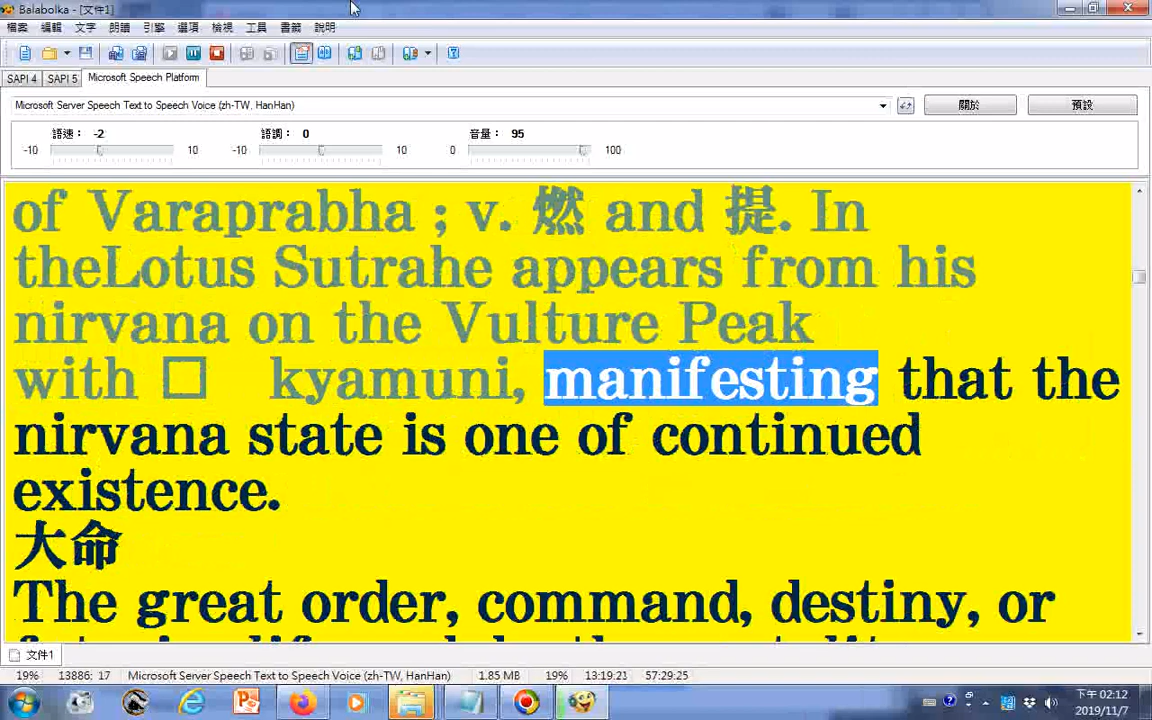 Balabolka - [文件1]
檔案 編輯 文字 朗讀 引擎 選項 檢視 工具 書籤 說明
SAPI 4 SAPI 5 Microsoft Speech Platform
Microsoft Server Speech Text to Speech Voice (zh-TW, HanHan) 關於 預設
語速： -2 語調： 0 音量： 95
-10 10 -10 10 0 100
of Varaprabha ; v. 燃 and 提. In
theLotus Sutrahe appears from his
nirvana on the Vulture Peak
with □ kyamuni, manifesting that the
nirvana state is one of continued
existence.
大命
The great order, command, destiny, or
文件1
19% 13886: 17 Microsoft Server Speech Text to Speech Voice (zh-TW, HanHan) 1.85 MB 19% 13:19:21 57:29:25
下午 02:12
2019/11/7